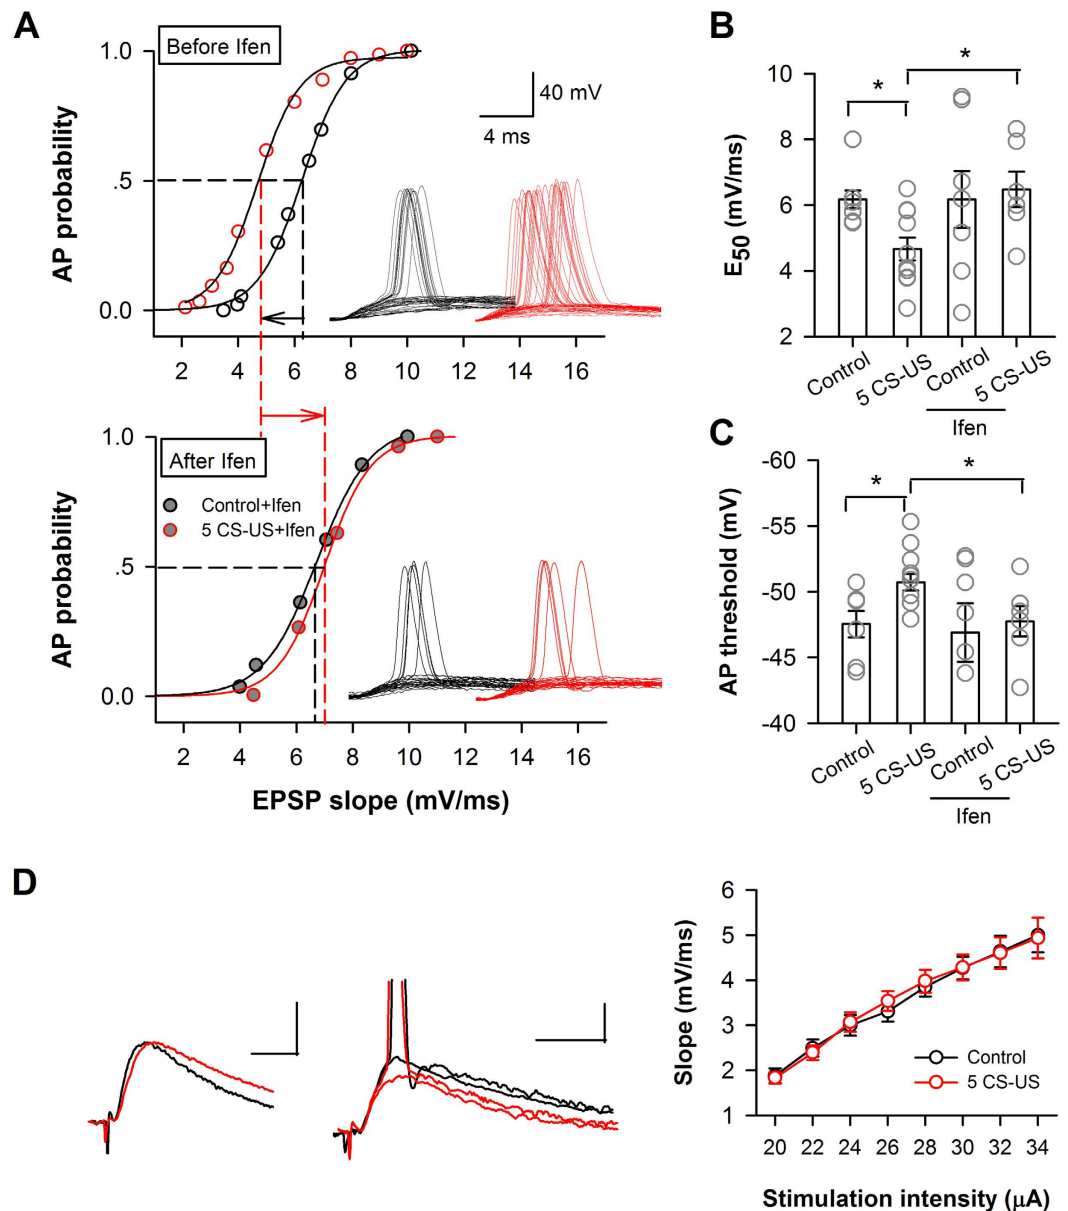 A
Before Ifen
AP probability
1.0
.5
0.0
2 4 6 8 10 12 14 16
40 mV
4 ms
After Ifen
Control+Ifen
5 CS-US+Ifen
AP probability
1.0
.5
0.0
2 4 6 8 10 12 14 16
EPSP slope (mV/ms)
B
*
*
E50 (mV/ms)
10
8
6
4
2
Control
5 CS-US
Control
5 CS-US
Ifen
C
*
*
AP threshold (mV)
-60
-55
-50
-45
-40
Control
5 CS-US
Control
5 CS-US
Ifen
D
Slope (mV/ms)
6
5
4
3
2
1
Control
5 CS-US
20 22 24 26 28 30 32 34
Stimulation intensity (μA)